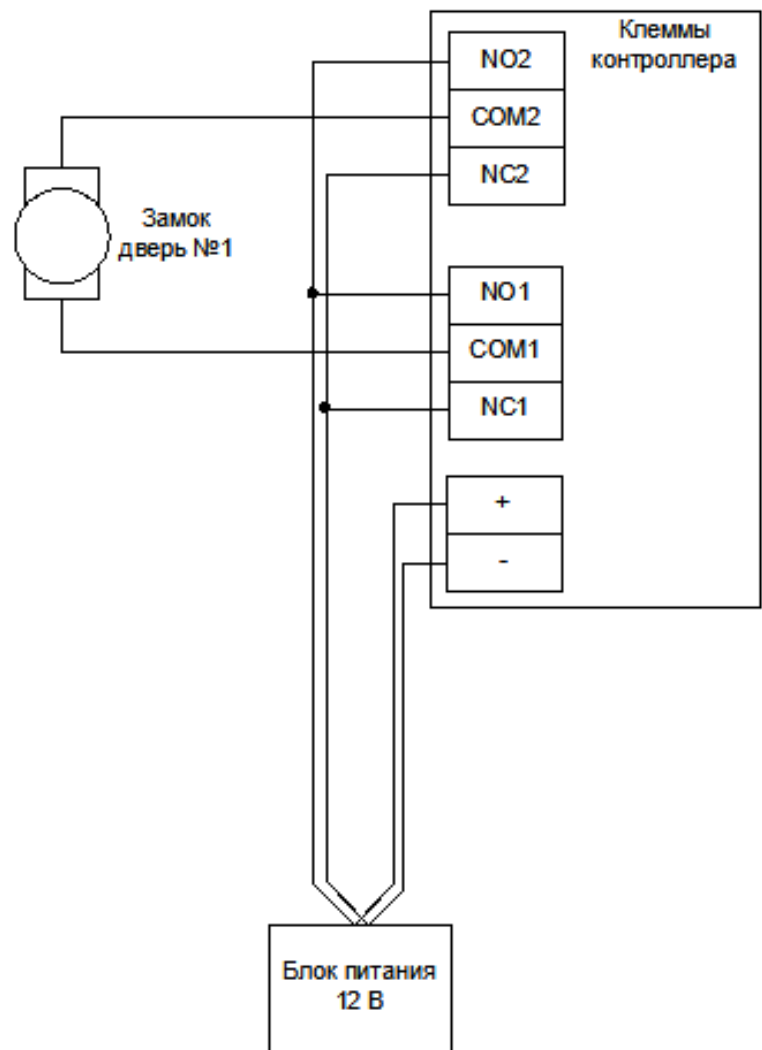 Клеммы
контроллера
NO2
COM2
NC2
Замок
дверь №1
NO1
COM1
NC1
+
-
Блок питания
12 В